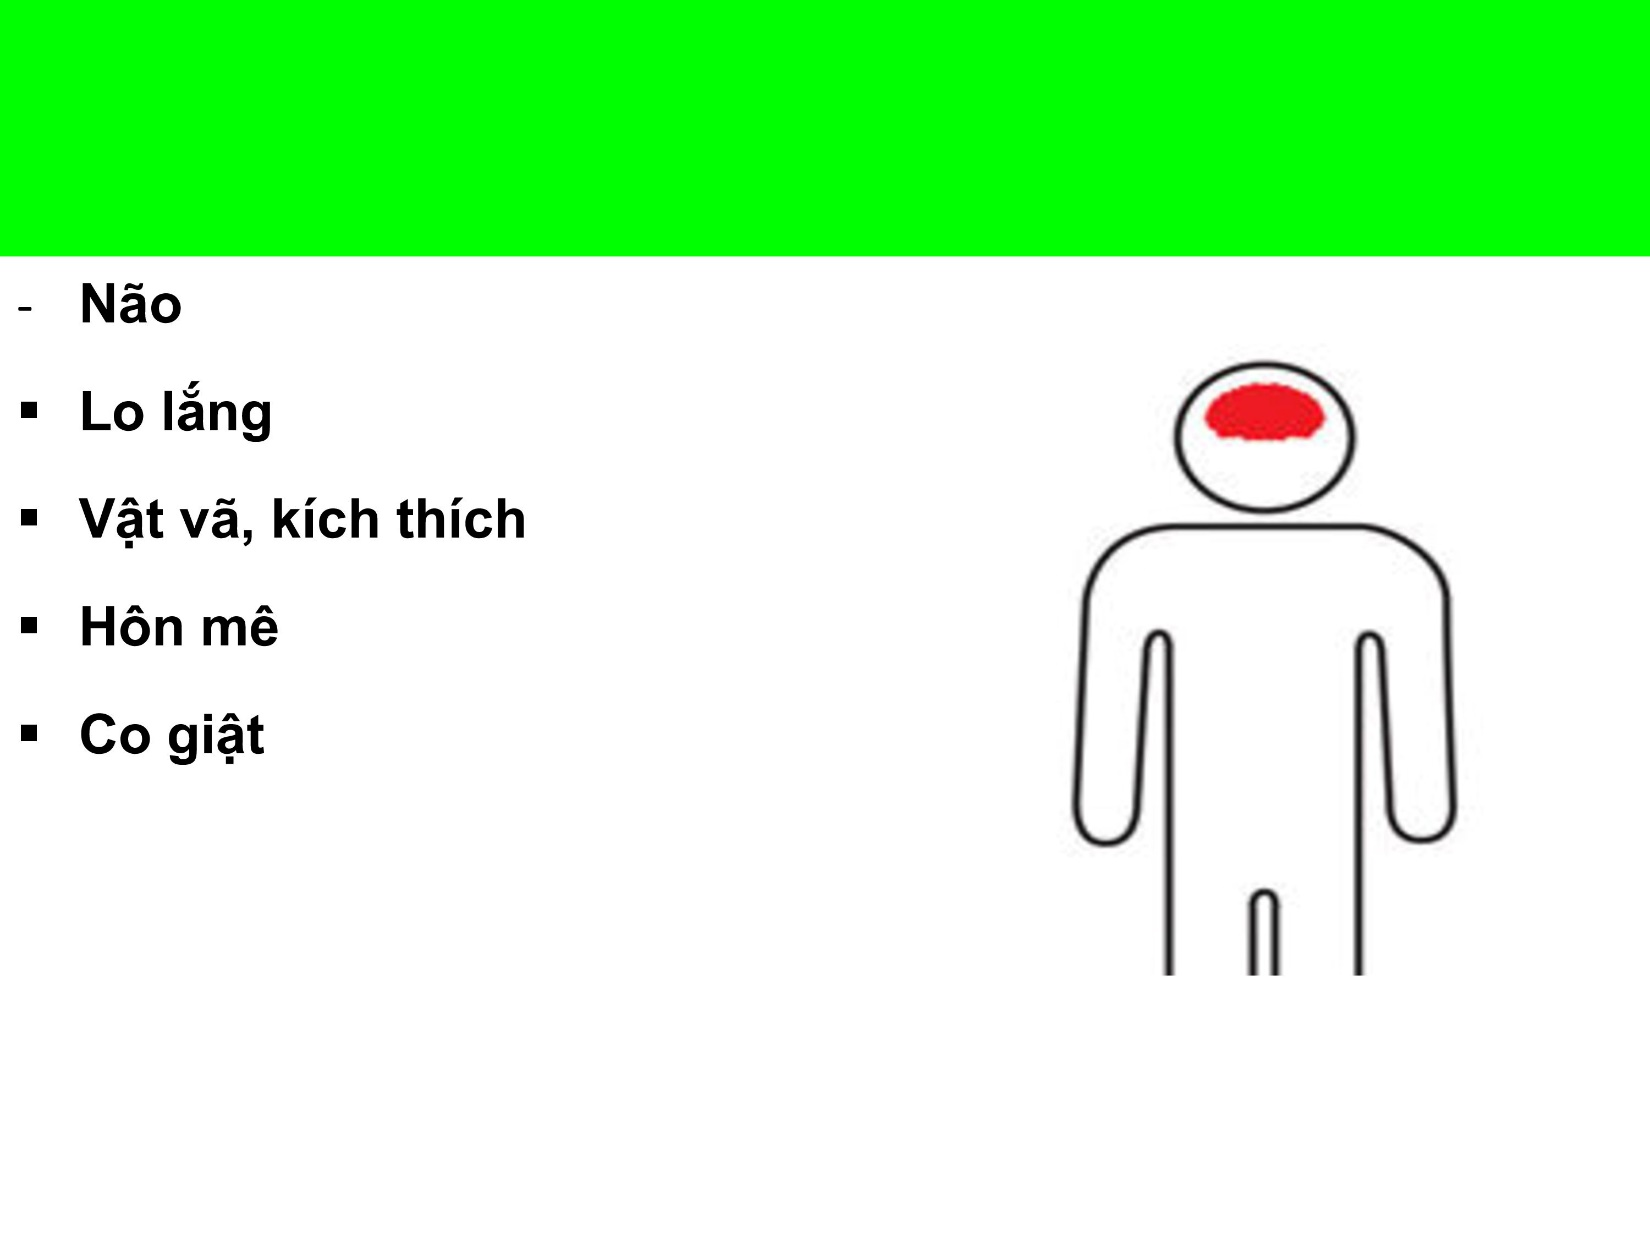 - Não
▪ Lo lắng
▪ Vật vã, kích thích
▪ Hôn mê
▪ Co giật